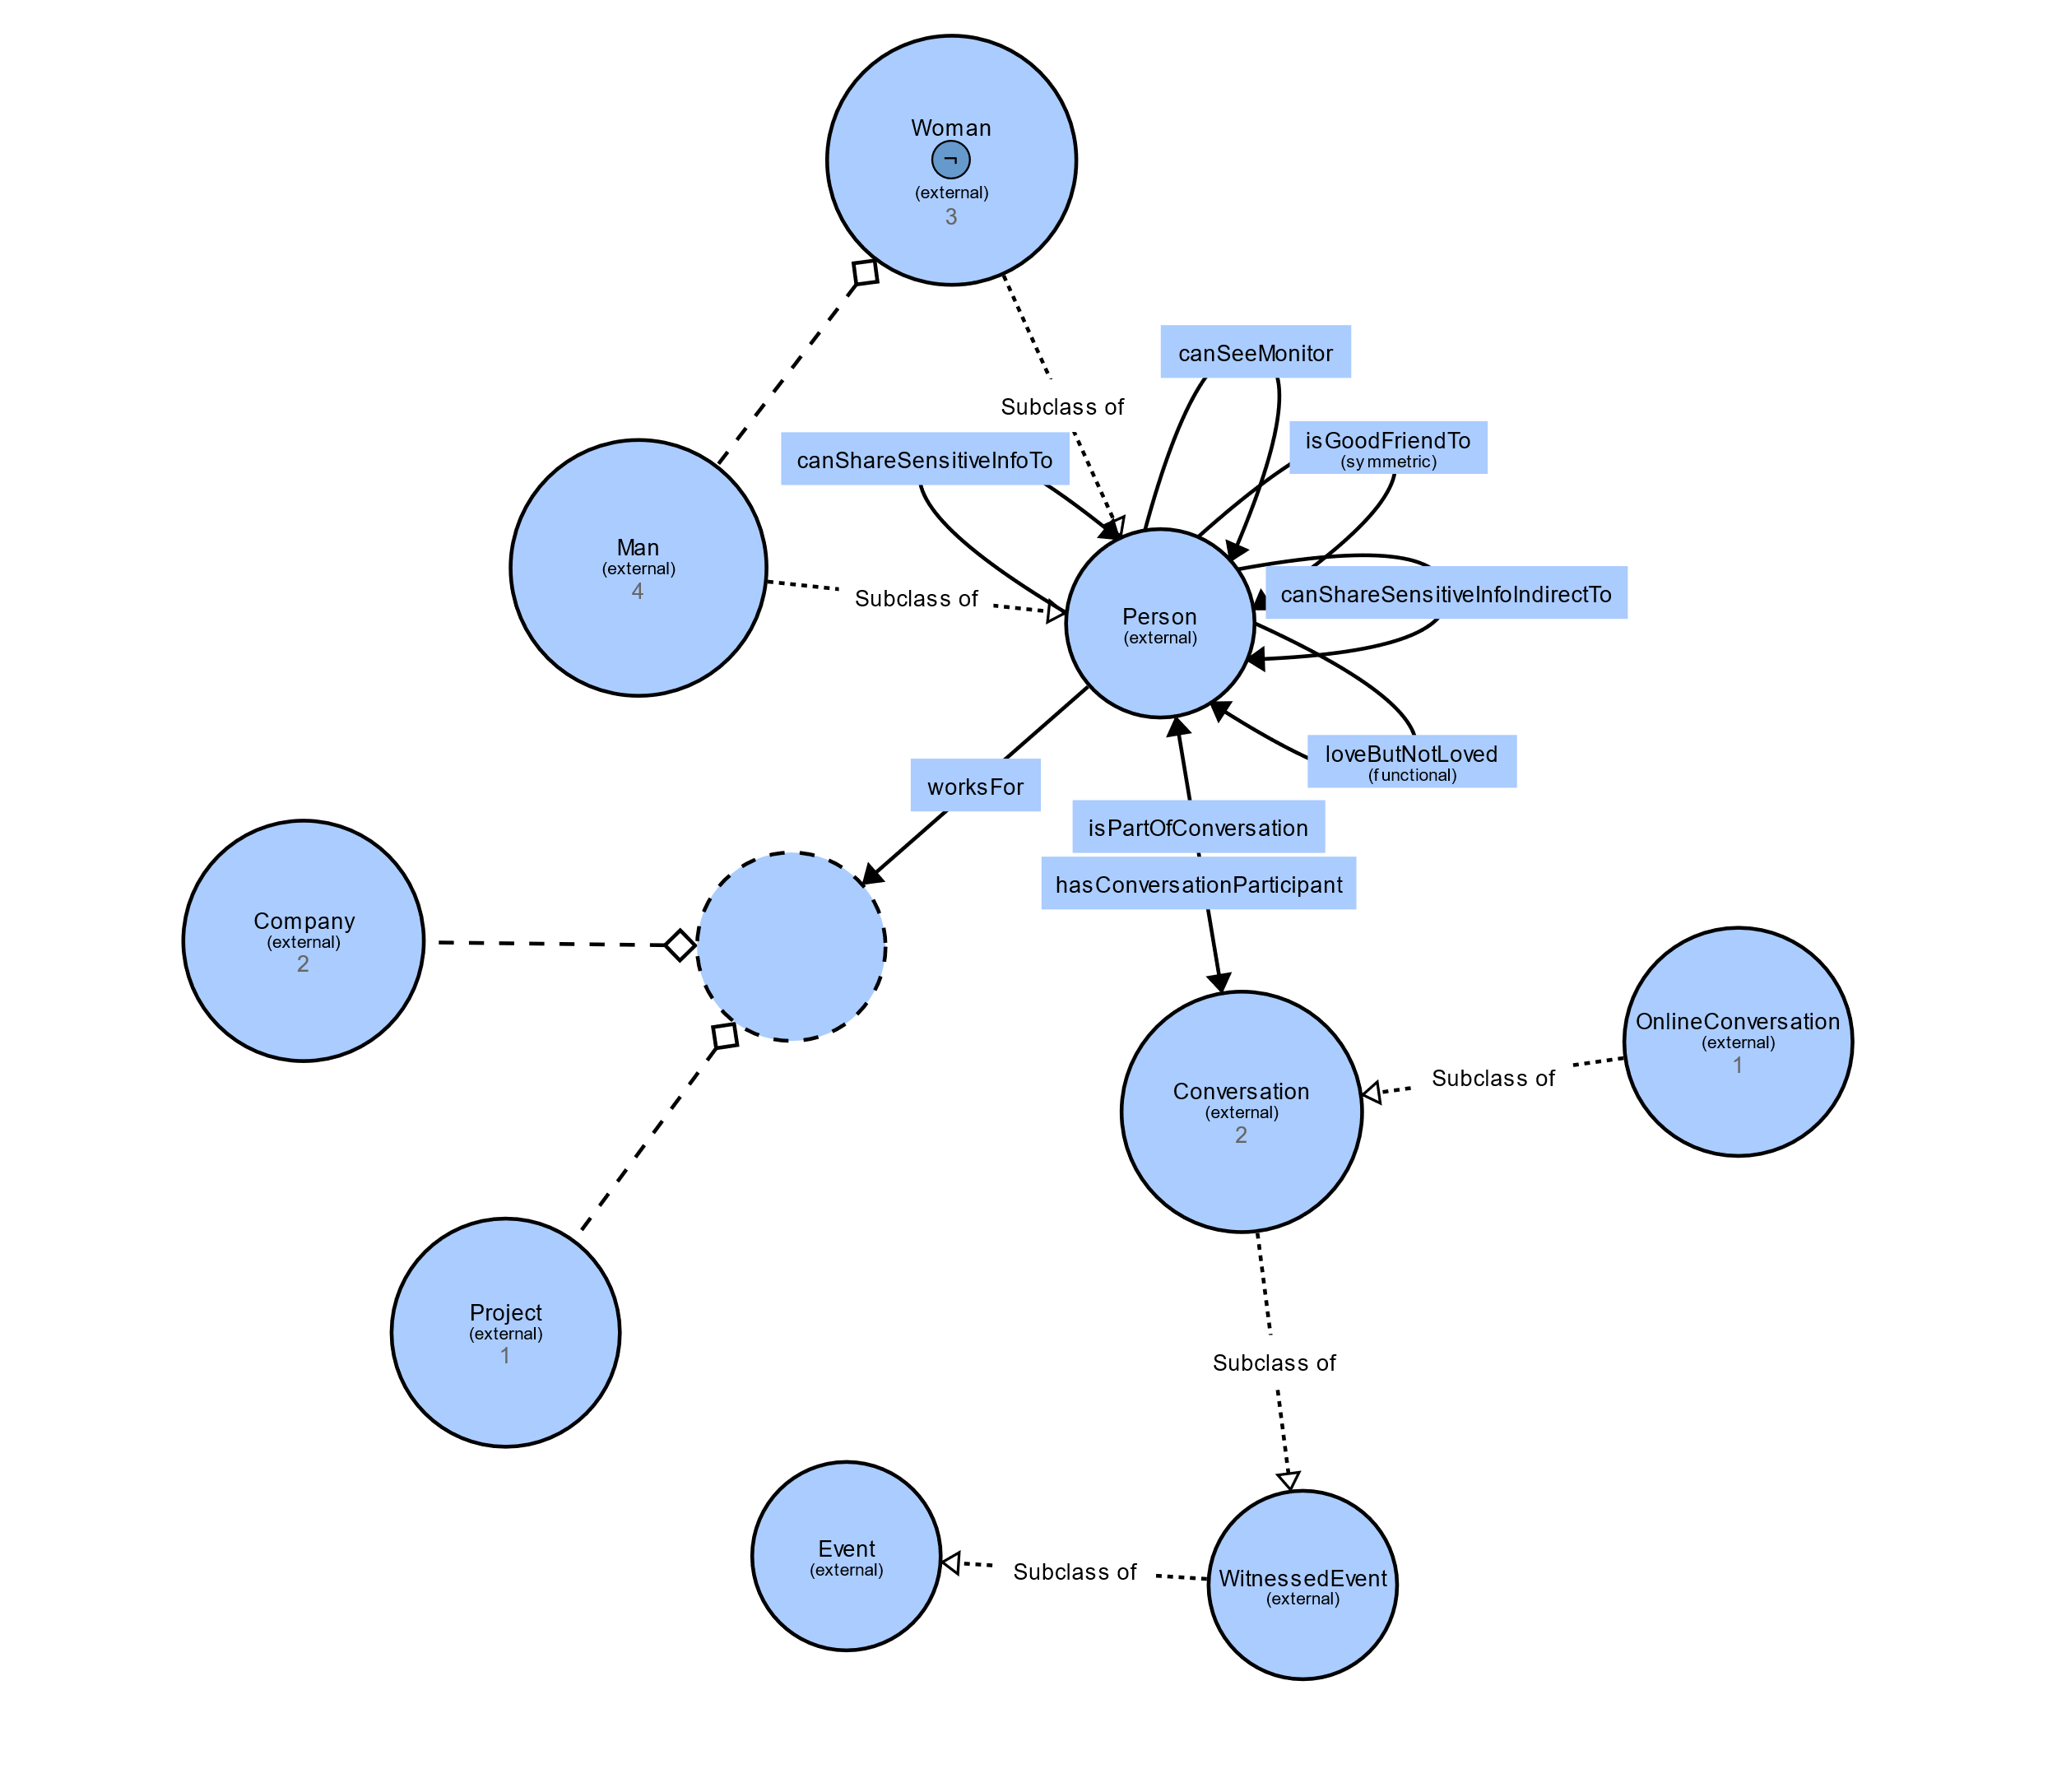 Woman
¬
(external)
3
canSeeMonitor
Subclass of
isGoodFriendTo
(symmetric)
canShareSensitiveInfoTo
Man
(external)
4
Subclass of
canShareSensitiveInfoIndirectTo
Person
(external)
loveButNotLoved
(functional)
worksFor
isPartOfConversation
hasConversationParticipant
Company
(external)
2
OnlineConversation
(external)
1
Subclass of
Conversation
(external)
2
Project
(external)
1
Subclass of
Event
(external)
Subclass of
WitnessedEvent
(external)